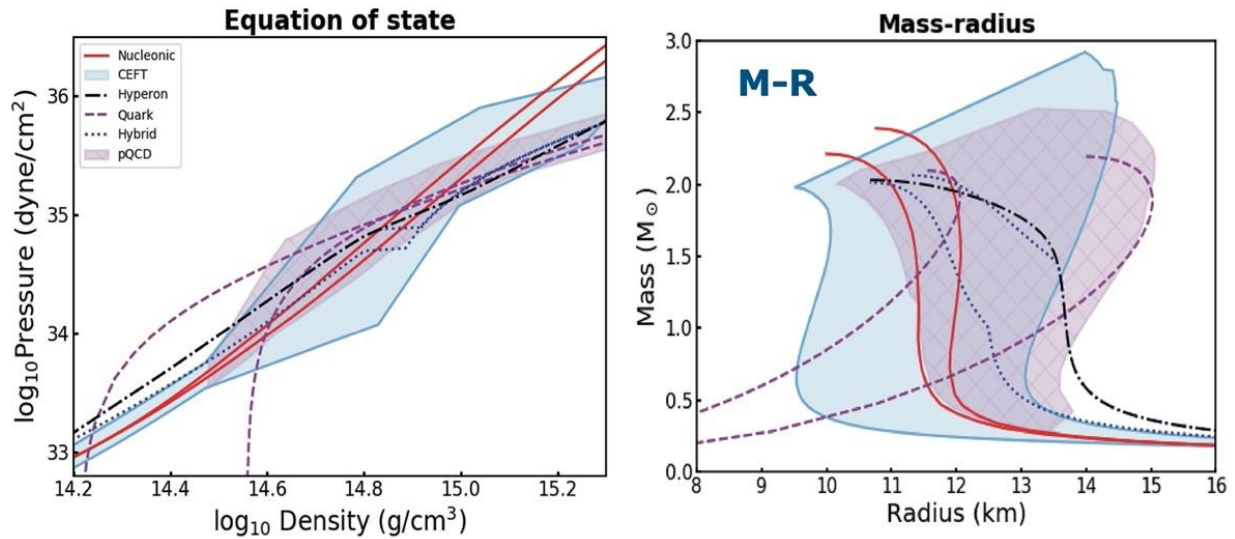 Equation of state
Nucleonic
CEFT
Hyperon
Quark
Hybrid
pQCD
36
35
34
33
log₁₀Pressure (dyne/cm²)
14.2 14.4 14.6 14.8 15.0 15.2
log₁₀ Density (g/cm³)
Mass-radius
M-R
3.0
2.5
2.0
1.5
1.0
0.5
0.0
Mass (M⊙)
8 9 10 11 12 13 14 15 16
Radius (km)